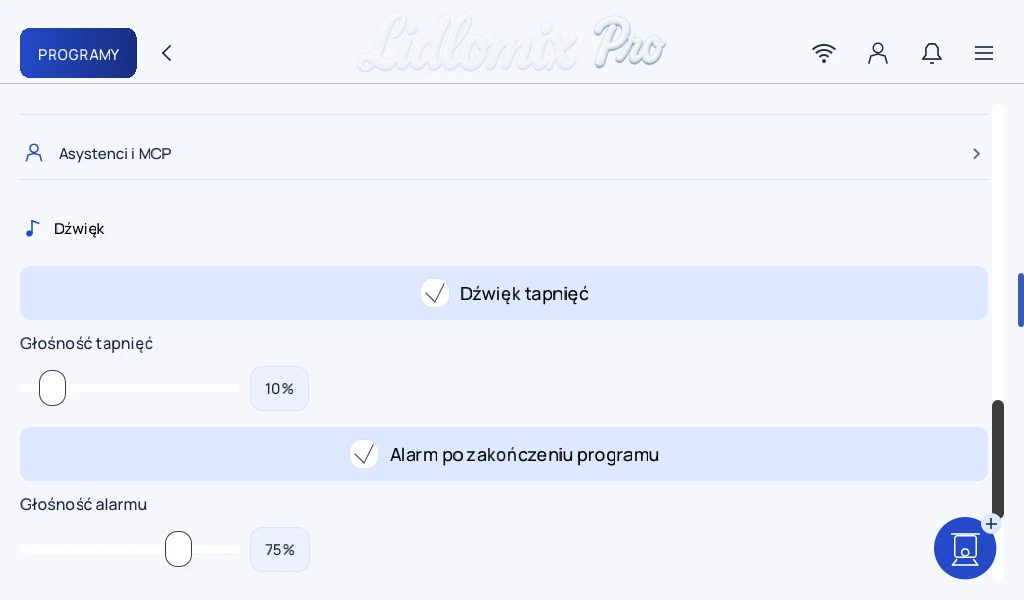 PROGRAMY
Lidlomix Pro
Asystenci i MCP
Dźwięk
Dźwięk tapnięć
Głośność tapnięć
10%
Alarm po zakończeniu programu
Głośność alarmu
75%